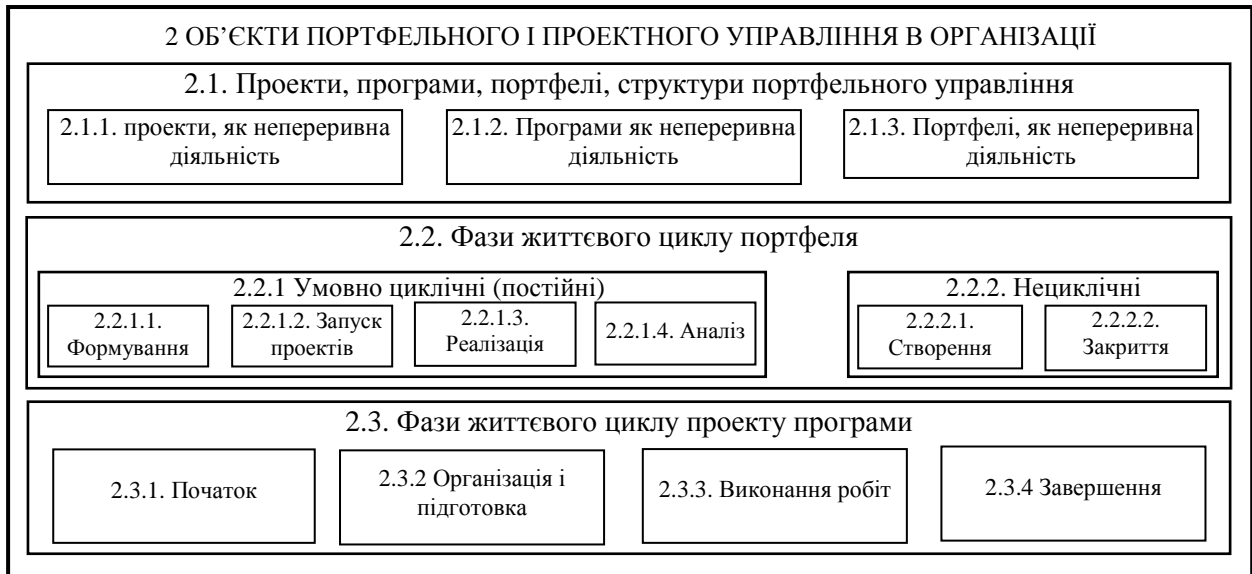 2 ОБ’ЄКТИ ПОРТФЕЛЬНОГО І ПРОЕКТНОГО УПРАВЛІННЯ В ОРГАНІЗАЦІЇ
2.1. Проекти, програми, портфелі, структури портфельного управління
2.1.1. проекти, як непереривна
діяльність
2.1.2. Програми як непереривна
діяльність
2.1.3. Портфелі, як непереривна
діяльність
2.2. Фази життєвого циклу портфеля
2.2.1 Умовно циклічні (постійні)
2.2.1.1.
Формування
2.2.1.2. Запуск
проектів
2.2.1.3.
Реалізація
2.2.1.4. Аналіз
2.2.2. Нециклічні
2.2.2.1.
Створення
2.2.2.2.
Закриття
2.3. Фази життєвого циклу проекту програми
2.3.1. Початок
2.3.2 Організація і
підготовка
2.3.3. Виконання робіт
2.3.4 Завершення